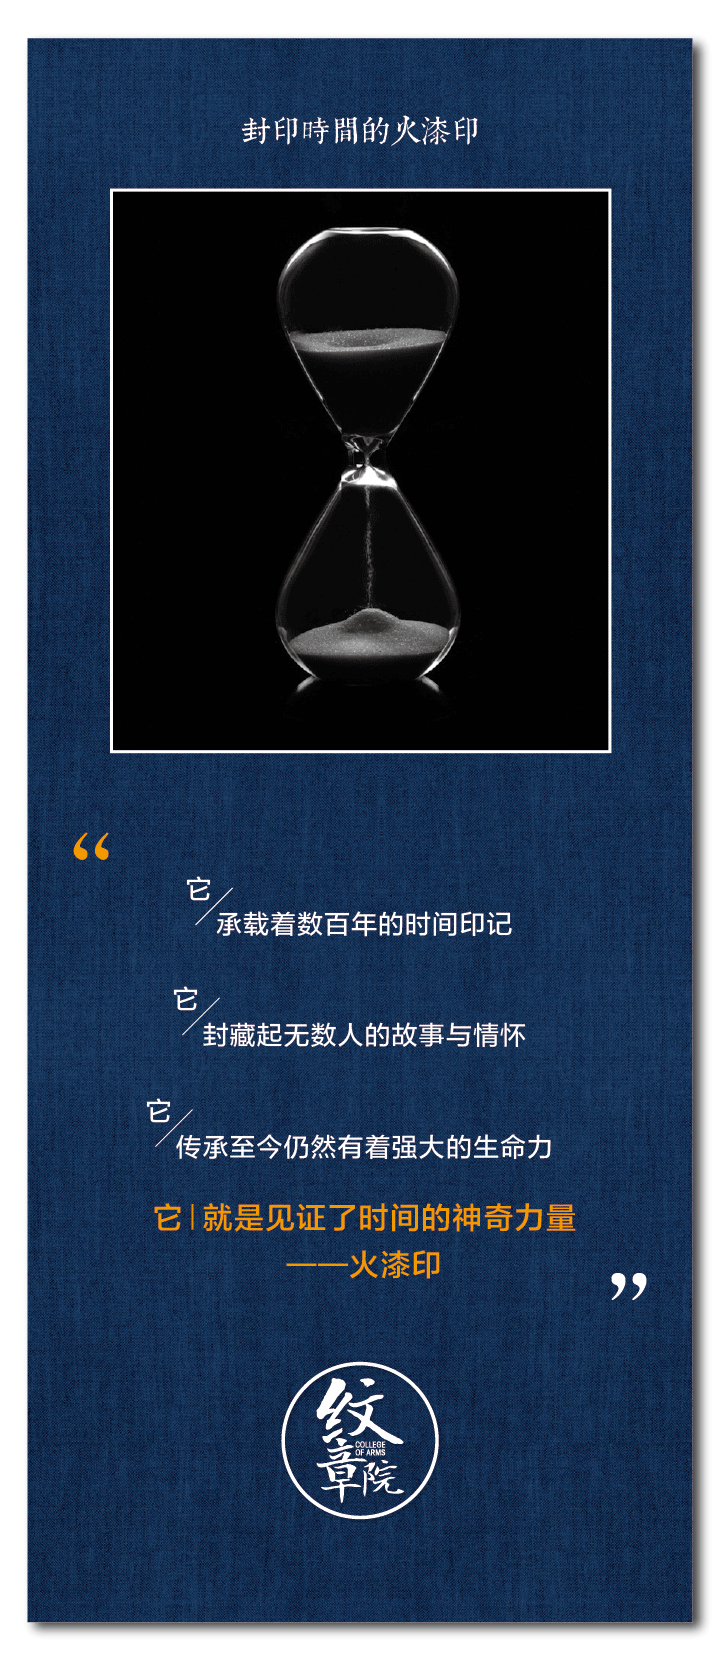 封印時間的火漆印
“
它
承载着数百年的时间印记
它
封藏起无数人的故事与情怀
它
传承至今仍然有着强大的生命力
它|就是见证了时间的神奇力量
——火漆印
”
纹
COLLEGE
OF ARMS
章院